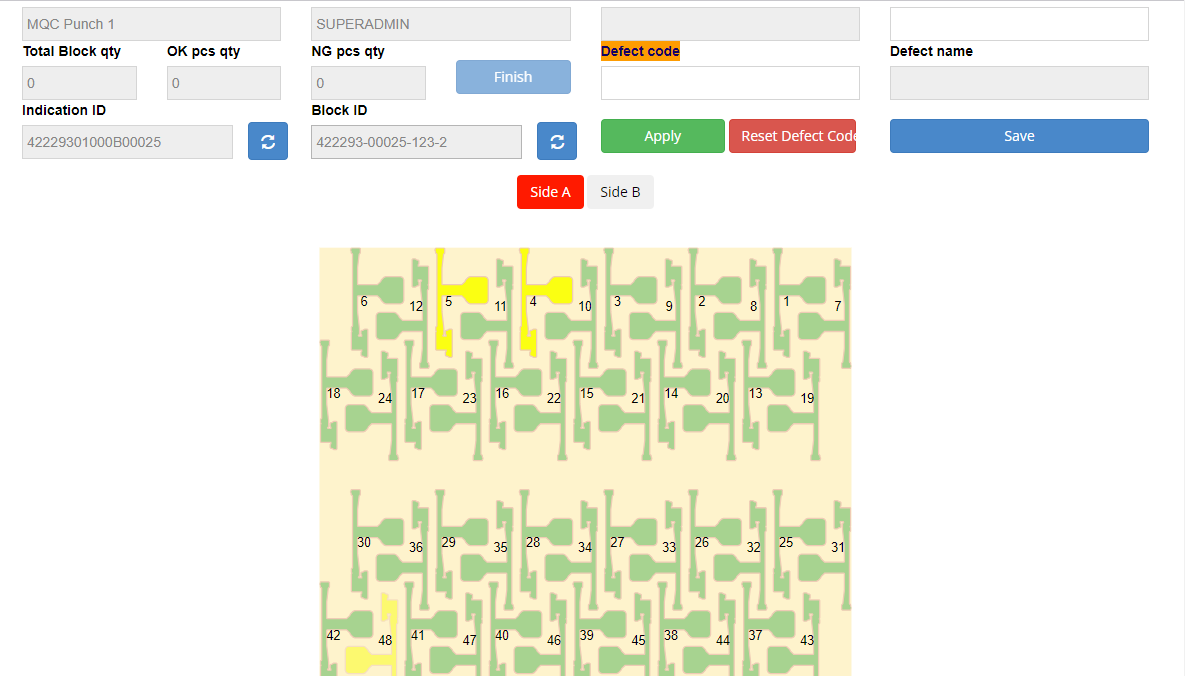 MQC Punch 1 SUPERADMIN
Total Block qty OK pcs qty NG pcs qty Defect code Defect name
0 0 0 Finish
Indication ID Block ID
42229301000B00025 422293-00025-123-2 Apply Reset Defect Code Save
Side A Side B
6 12 5 11 4 10 3 9 2 8 1 7
18 24 17 23 16 22 15 21 14 20 13 19
30 36 29 35 28 34 27 33 26 32 25 31
42 48 41 47 40 46 39 45 38 44 37 43